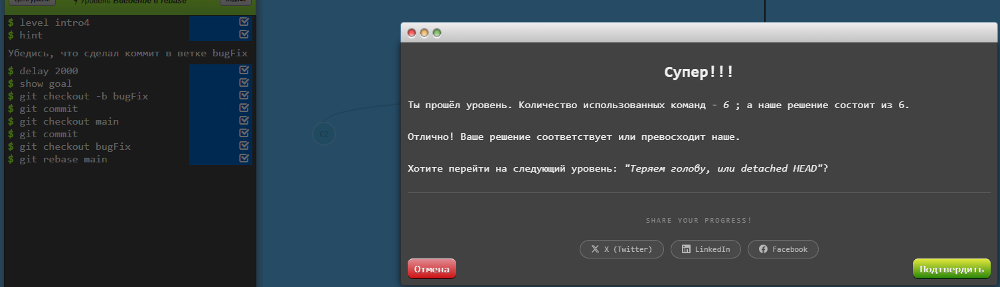 Цель уровня
Уровень Введение в rebase
Задача
$ level intro4
$ hint
Убедись, что сделал коммит в ветке bugFix
$ delay 2000
$ show goal
$ git checkout -b bugFix
$ git commit
$ git checkout main
$ git commit
$ git checkout bugFix
$ git rebase main
C2
Супер!!!
Ты прошёл уровень. Количество использованных команд - 6 ; а наше решение состоит из 6.
Отлично! Ваше решение соответствует или превосходит наше.
Хотите перейти на следующий уровень: "Теряем голову, или detached HEAD"?
SHARE YOUR PROGRESS!
X (Twitter)
LinkedIn
Facebook
Отмена
Подтвердить